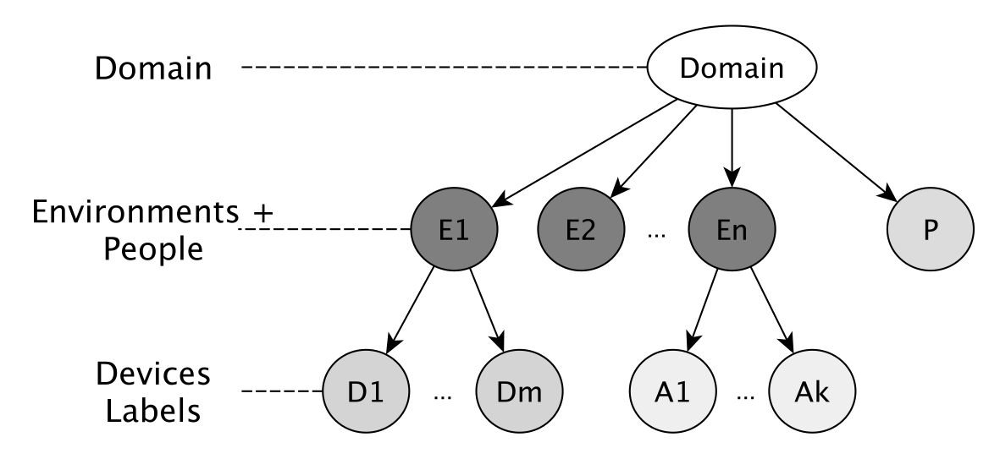 Domain
Domain
Environments +
People
E1
E2
...
En
P
Devices
Labels
D1
...
Dm
A1
...
Ak